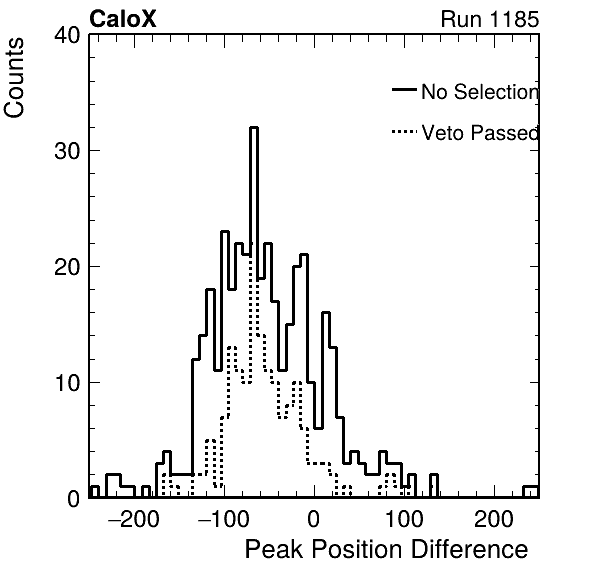 CaloX Run 1185
Counts
40
No Selection
Veto Passed
30
20
10
0
−200 −100 0 100 200
Peak Position Difference